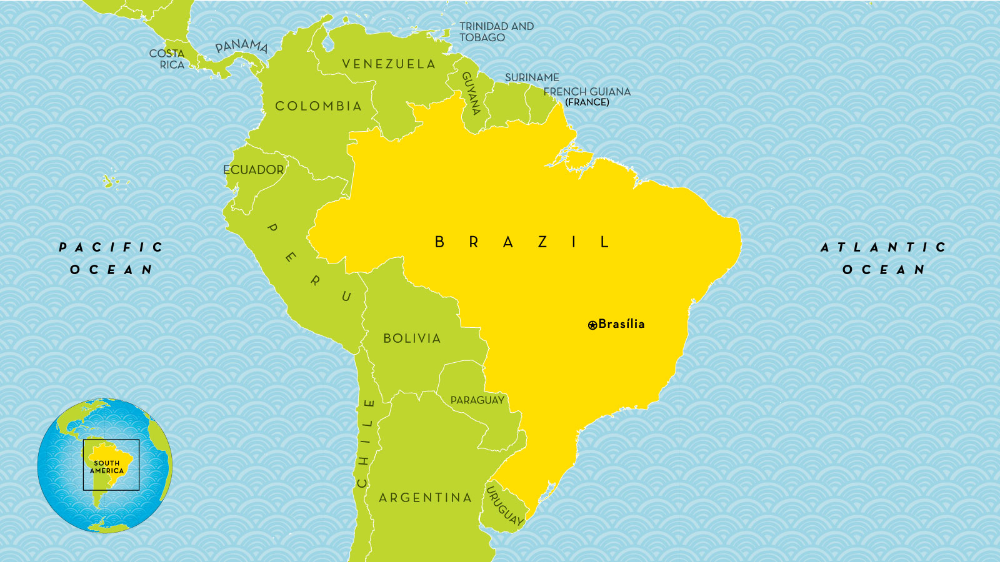 TRINIDAD AND
TOBAGO
PANAMA
COSTA
RICA
VENEZUELA
GUYANA
SURINAME
FRENCH GUIANA
(FRANCE)
COLOMBIA
ECUADOR
PERU
BRAZIL
PACIFIC
OCEAN
ATLANTIC
OCEAN
Brasília
BOLIVIA
PARAGUAY
CHILE
ARGENTINA
URUGUAY
SOUTH
AMERICA